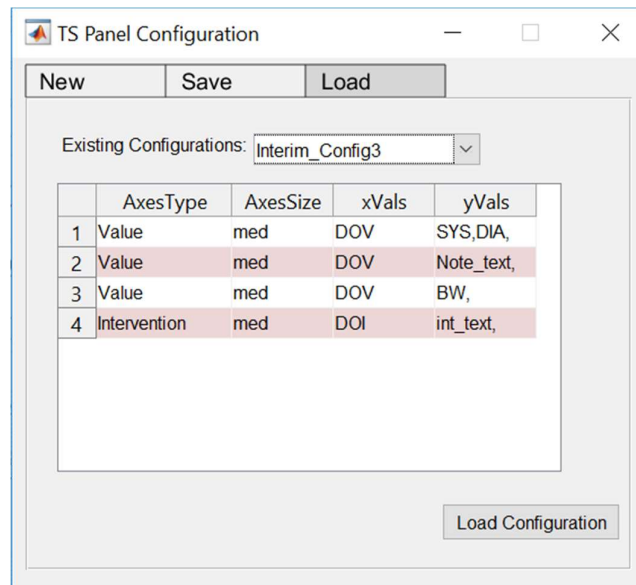 TS Panel Configuration
New Save Load
Existing Configurations: Interim_Config3
AxesType AxesSize xVals yVals
1 Value med DOV SYS,DIA,
2 Value med DOV Note_text,
3 Value med DOV BW,
4 Intervention med DOI int_text,
Load Configuration